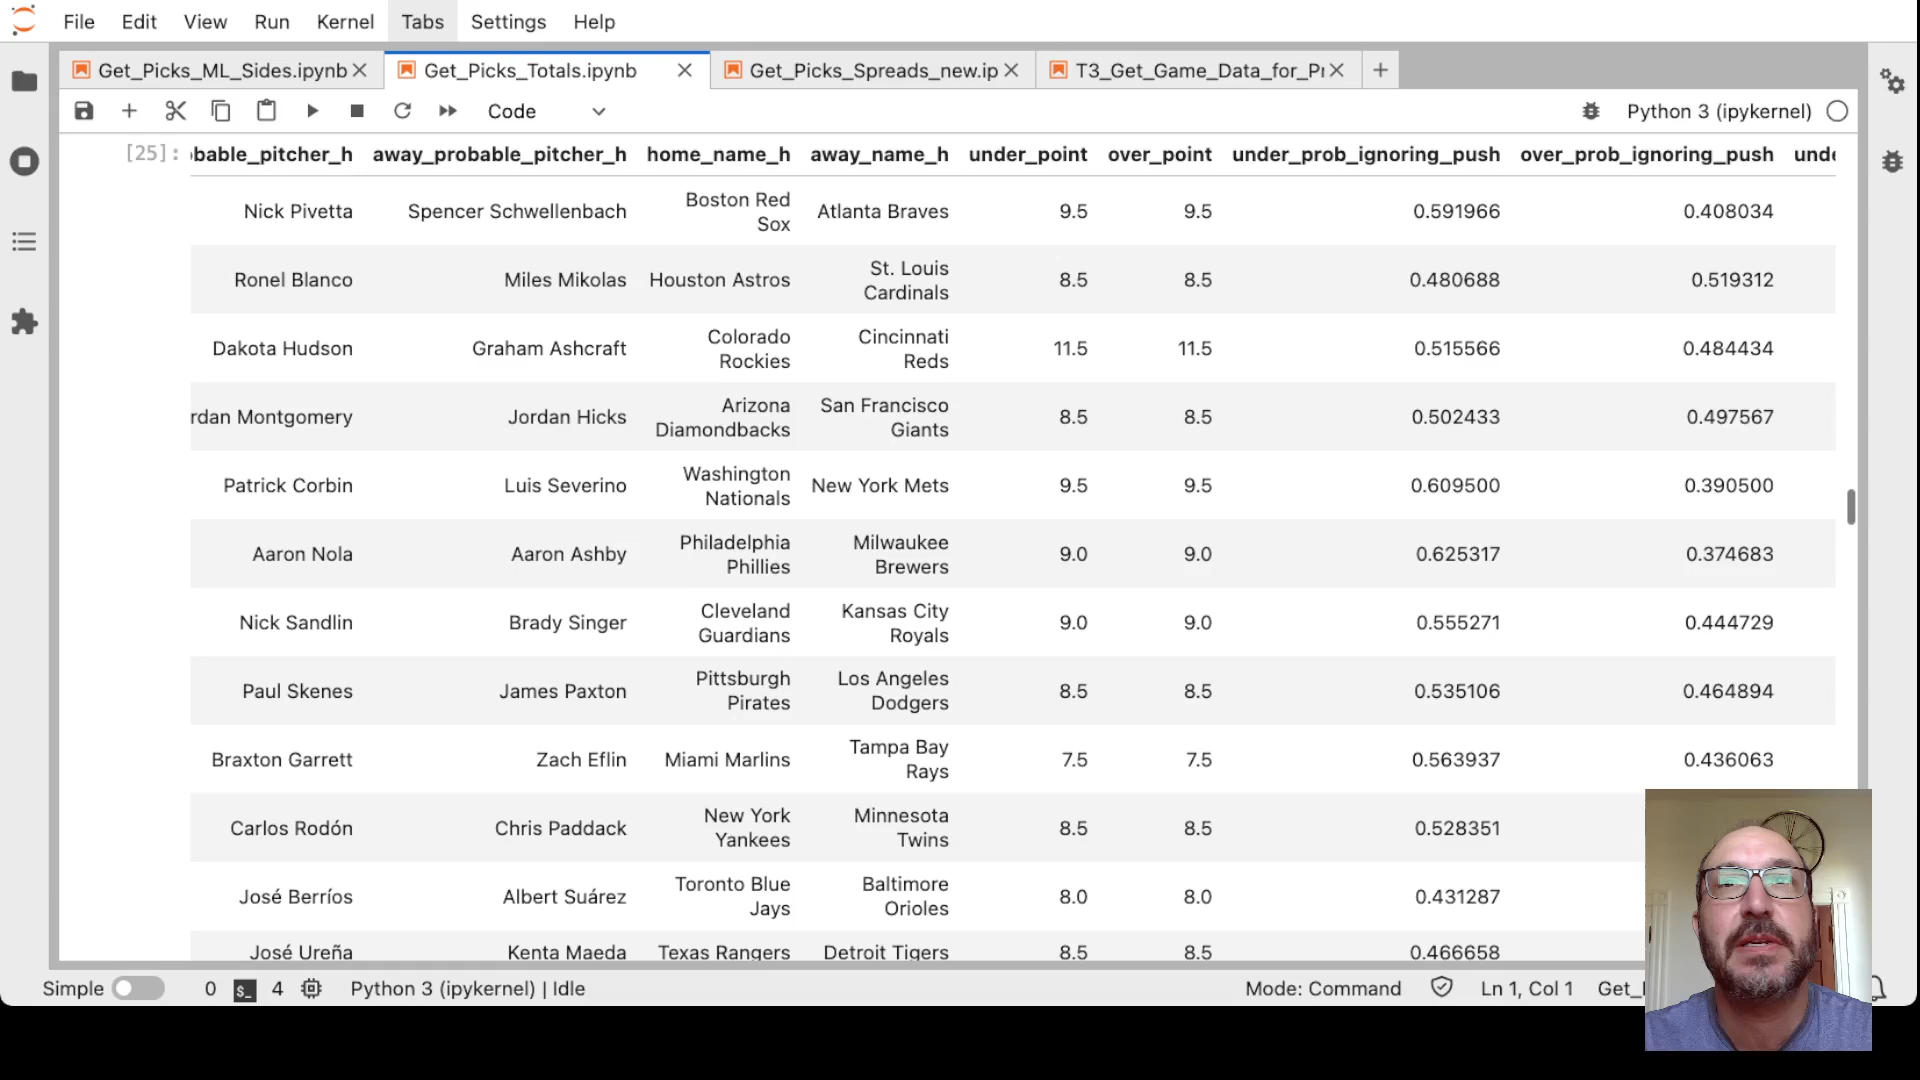 File Edit View Run Kernel Tabs Settings Help
Get_Picks_ML_Sides.ipynb Get_Picks_Totals.ipynb Get_Picks_Spreads_new.ip T3_Get_Game_Data_for_Pr
Code Python 3 (ipykernel)
[25]: bable_pitcher_h away_probable_pitcher_h home_name_h away_name_h under_point over_point under_prob_ignoring_push over_prob_ignoring_push unde
Nick Pivetta Spencer Schwellenbach Boston Red Sox Atlanta Braves 9.5 9.5 0.591966 0.408034
Ronel Blanco Miles Mikolas Houston Astros St. Louis Cardinals 8.5 8.5 0.480688 0.519312
Dakota Hudson Graham Ashcraft Colorado Rockies Cincinnati Reds 11.5 11.5 0.515566 0.484434
rdan Montgomery Jordan Hicks Arizona Diamondbacks San Francisco Giants 8.5 8.5 0.502433 0.497567
Patrick Corbin Luis Severino Washington Nationals New York Mets 9.5 9.5 0.609500 0.390500
Aaron Nola Aaron Ashby Philadelphia Phillies Milwaukee Brewers 9.0 9.0 0.625317 0.374683
Nick Sandlin Brady Singer Cleveland Guardians Kansas City Royals 9.0 9.0 0.555271 0.444729
Paul Skenes James Paxton Pittsburgh Pirates Los Angeles Dodgers 8.5 8.5 0.535106 0.464894
Braxton Garrett Zach Eflin Miami Marlins Tampa Bay Rays 7.5 7.5 0.563937 0.436063
Carlos Rodón Chris Paddack New York Yankees Minnesota Twins 8.5 8.5 0.528351
José Berríos Albert Suárez Toronto Blue Jays Baltimore Orioles 8.0 8.0 0.431287
José Ureña Kenta Maeda Texas Rangers Detroit Tigers 8.5 8.5 0.466658
Simple 0 $_ 4 Python 3 (ipykernel) | Idle Mode: Command Ln 1, Col 1 Get_